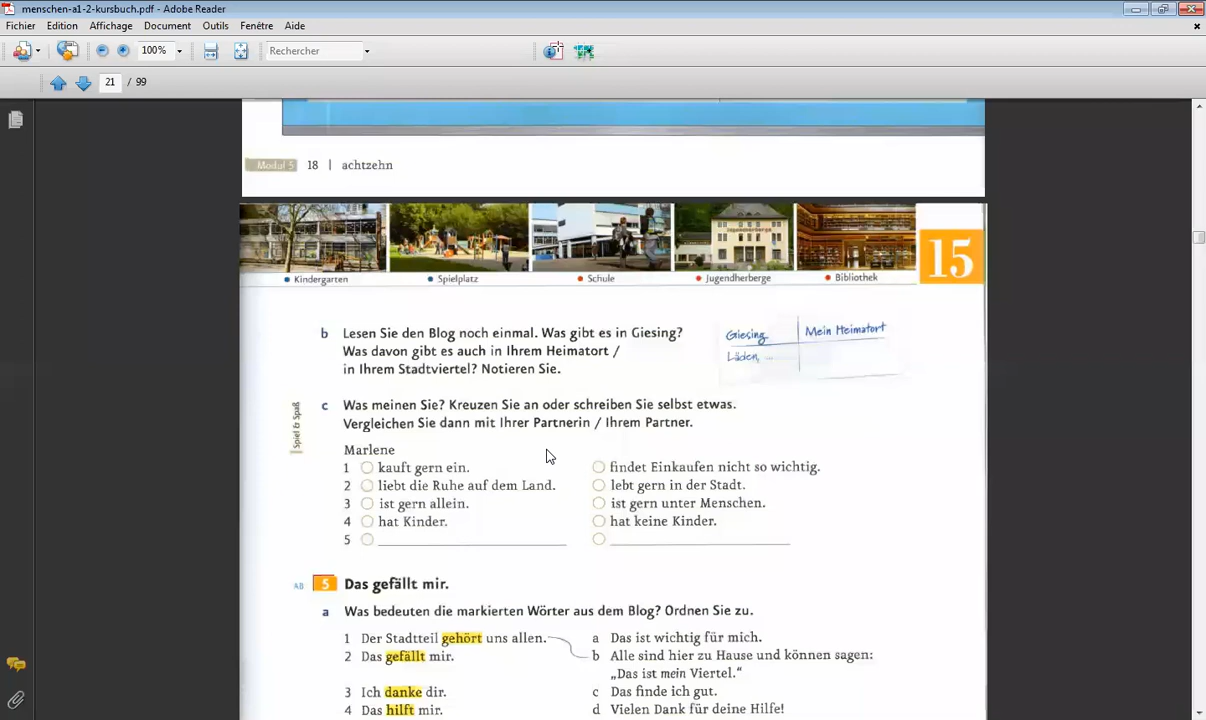 menschen-a1-2-kursbuch.pdf - Adobe Reader
Fichier Edition Affichage Document Outils Fenêtre Aide
100% Rechercher
21 / 99
Modul 5 18 | achtzehn
Jugendherberge
15
Kindergarten Spielplatz Schule Jugendherberge Bibliothek
b Lesen Sie den Blog noch einmal. Was gibt es in Giesing?
Was davon gibt es auch in Ihrem Heimatort /
in Ihrem Stadtviertel? Notieren Sie.
Giesing Mein Heimatort
Läden, ...
Spiel & Spaß
c Was meinen Sie? Kreuzen Sie an oder schreiben Sie selbst etwas.
Vergleichen Sie dann mit Ihrer Partnerin / Ihrem Partner.
Marlene
1 kauft gern ein. findet Einkaufen nicht so wichtig.
2 liebt die Ruhe auf dem Land. lebt gern in der Stadt.
3 ist gern allein. ist gern unter Menschen.
4 hat Kinder. hat keine Kinder.
5
AB 5 Das gefällt mir.
a Was bedeuten die markierten Wörter aus dem Blog? Ordnen Sie zu.
1 Der Stadtteil gehört uns allen. a Das ist wichtig für mich.
2 Das gefällt mir. b Alle sind hier zu Hause und können sagen:
„Das ist mein Viertel."
3 Ich danke dir. c Das finde ich gut.
4 Das hilft mir. d Vielen Dank für deine Hilfe!